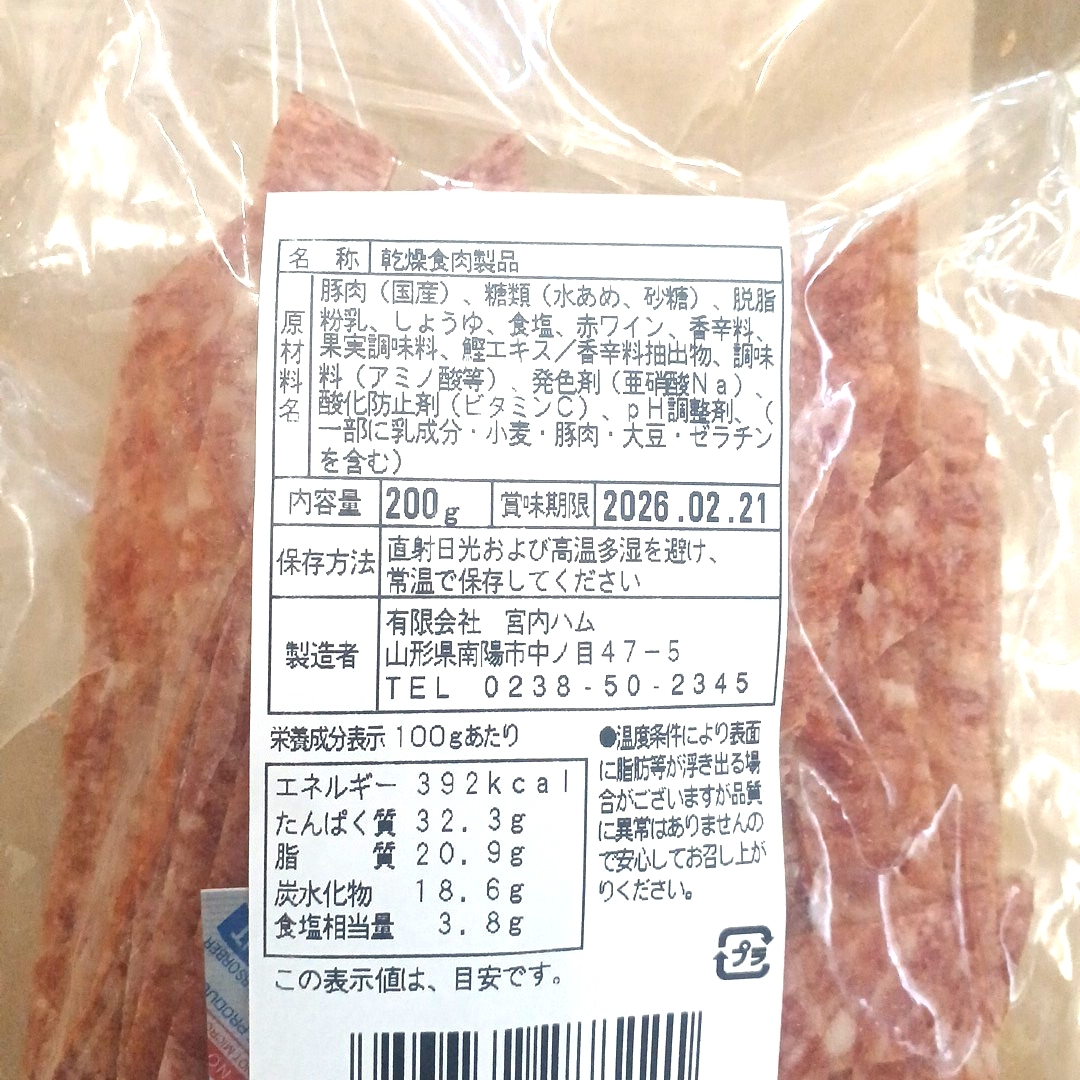 名 称 乾燥食肉製品
原材料名
豚肉(国産)、糖類(水あめ、砂糖)、脱脂
粉乳、しょうゆ、食塩、赤ワイン、香辛料、
果実調味料、鰹エキス/香辛料抽出物、調味
料(アミノ酸等)、発色剤(亜硝酸Na)、
酸化防止剤(ビタミンC)、pH調整剤、(
一部に乳成分・小麦・豚肉・大豆・ゼラチン
を含む)
内容量 200g 賞味期限 2026.02.21
保存方法
直射日光および高温多湿を避け、
常温で保存してください
製造者
有限会社 宮内ハム
山形県南陽市中ノ目47-5
TEL 0238-50-2345
栄養成分表示100gあたり
エネルギー 392kcal
たんぱく質 32.3g
脂 質 20.9g
炭水化物 18.6g
食塩相当量 3.8g
この表示値は、目安です。
●温度条件により表面
に脂肪等が浮き出る場
合がございますが品質
に異常はありませんの
で安心してお召し上が
りください。
プラ